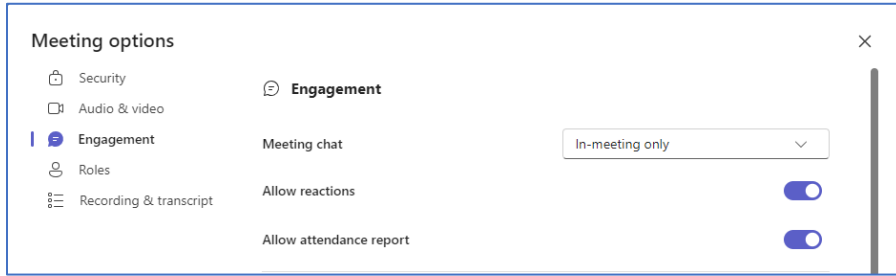 Meeting options
Security
Audio & video
Engagement
Roles
Recording & transcript
Engagement
Meeting chat
In-meeting only
Allow reactions
Allow attendance report